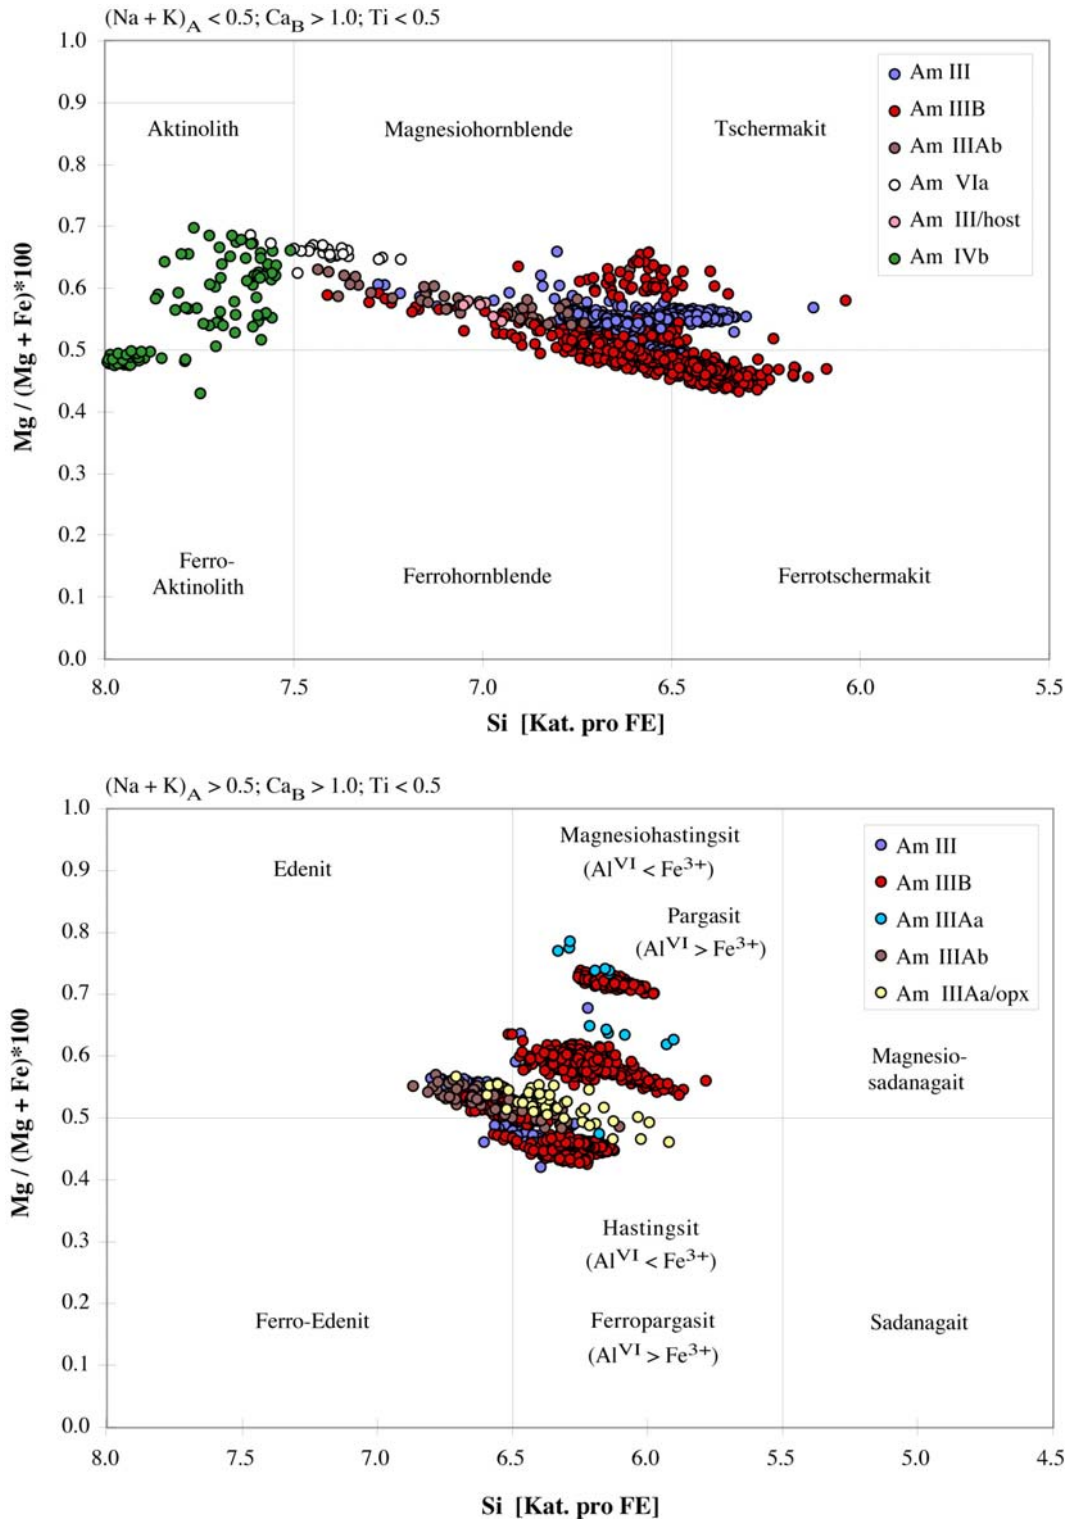 (Na + K)A < 0.5; CaB > 1.0; Ti < 0.5
1.0
0.9
0.8
0.7
0.6
0.5
0.4
0.3
0.2
0.1
0.0
Mg / (Mg + Fe)*100
Aktinolith
Magnesiohornblende
Tschermakit
Am III
Am IIIB
Am IIIAb
Am VIa
Am III/host
Am IVb
Ferro-
Aktinolith
Ferrohornblende
Ferrotschermakit
8.0 7.5 7.0 6.5 6.0 5.5
Si [Kat. pro FE]
(Na + K)A > 0.5; CaB > 1.0; Ti < 0.5
1.0
0.9
0.8
0.7
0.6
0.5
0.4
0.3
0.2
0.1
0.0
Mg / (Mg + Fe)*100
Edenit
Magnesiohastingsit
(AlVI < Fe3+)
Pargasit
(AlVI > Fe3+)
Am III
Am IIIB
Am IIIAa
Am IIIAb
Am IIIAa/opx
Magnesio-
sadanagait
Hastingsit
(AlVI < Fe3+)
Ferro-Edenit
Ferropargasit
(AlVI > Fe3+)
Sadanagait
8.0 7.5 7.0 6.5 6.0 5.5 5.0 4.5
Si [Kat. pro FE]